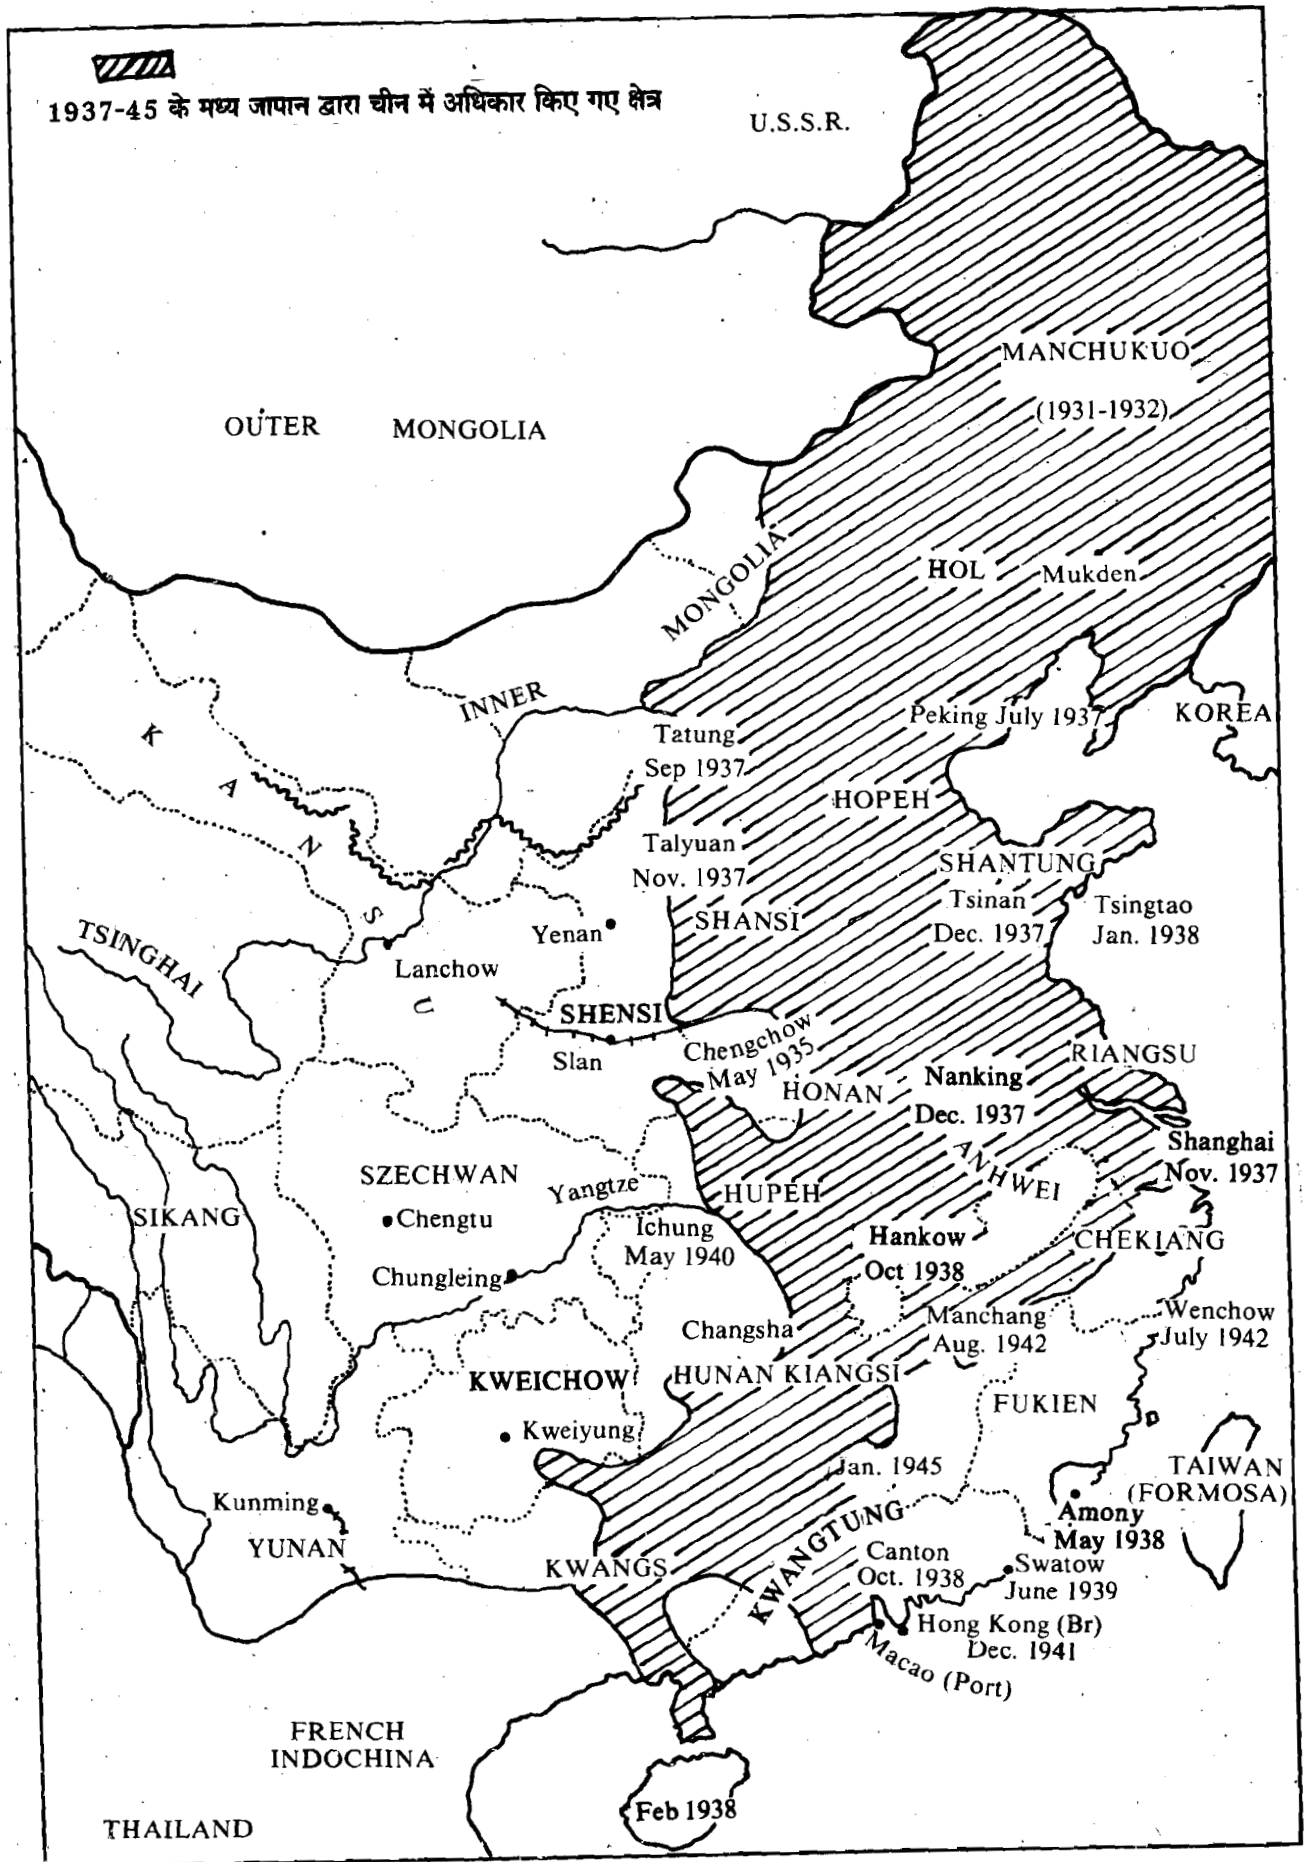 1937-45 के मध्य जापान द्वारा चीन में अधिकार किए गए क्षेत्र
U.S.S.R.
MANCHUKUO
(1931-1932)
OUTER MONGOLIA
MONGOLIA
HOL
Mukden
INNER
Peking July 1937
KOREA
Tatung
Sep 1937
KANSU
HOPEH
Talyuan
Nov. 1937
SHANTUNG
Tsinan
Dec. 1937
Tsingtao
Jan. 1938
SHANSI
Yenan
TSINGHAI
Lanchow
SHENSI
Slan
Chengchow
May 1935
HONAN
Nanking
Dec. 1937
RIANGSU
Shanghai
Nov. 1937
ANHWEI
SZECHWAN
Yangtze
HUPEH
SIKANG
Chengtu
Ichung
May 1940
Hankow
Oct 1938
CHEKIANG
Chungleing
Changsha
Manchang
Aug. 1942
Wenchow
July 1942
KWEICHOW
HUNAN KIANGSI
FUKIEN
Kweiyung
Jan. 1945
TAIWAN
(FORMOSA)
Kunming
YUNAN
Amony
May 1938
KWANGTUNG
KWANGS
Canton
Oct. 1938
Swatow
June 1939
Hong Kong (Br)
Dec. 1941
Macao (Port)
FRENCH
INDOCHINA
Feb 1938
THAILAND